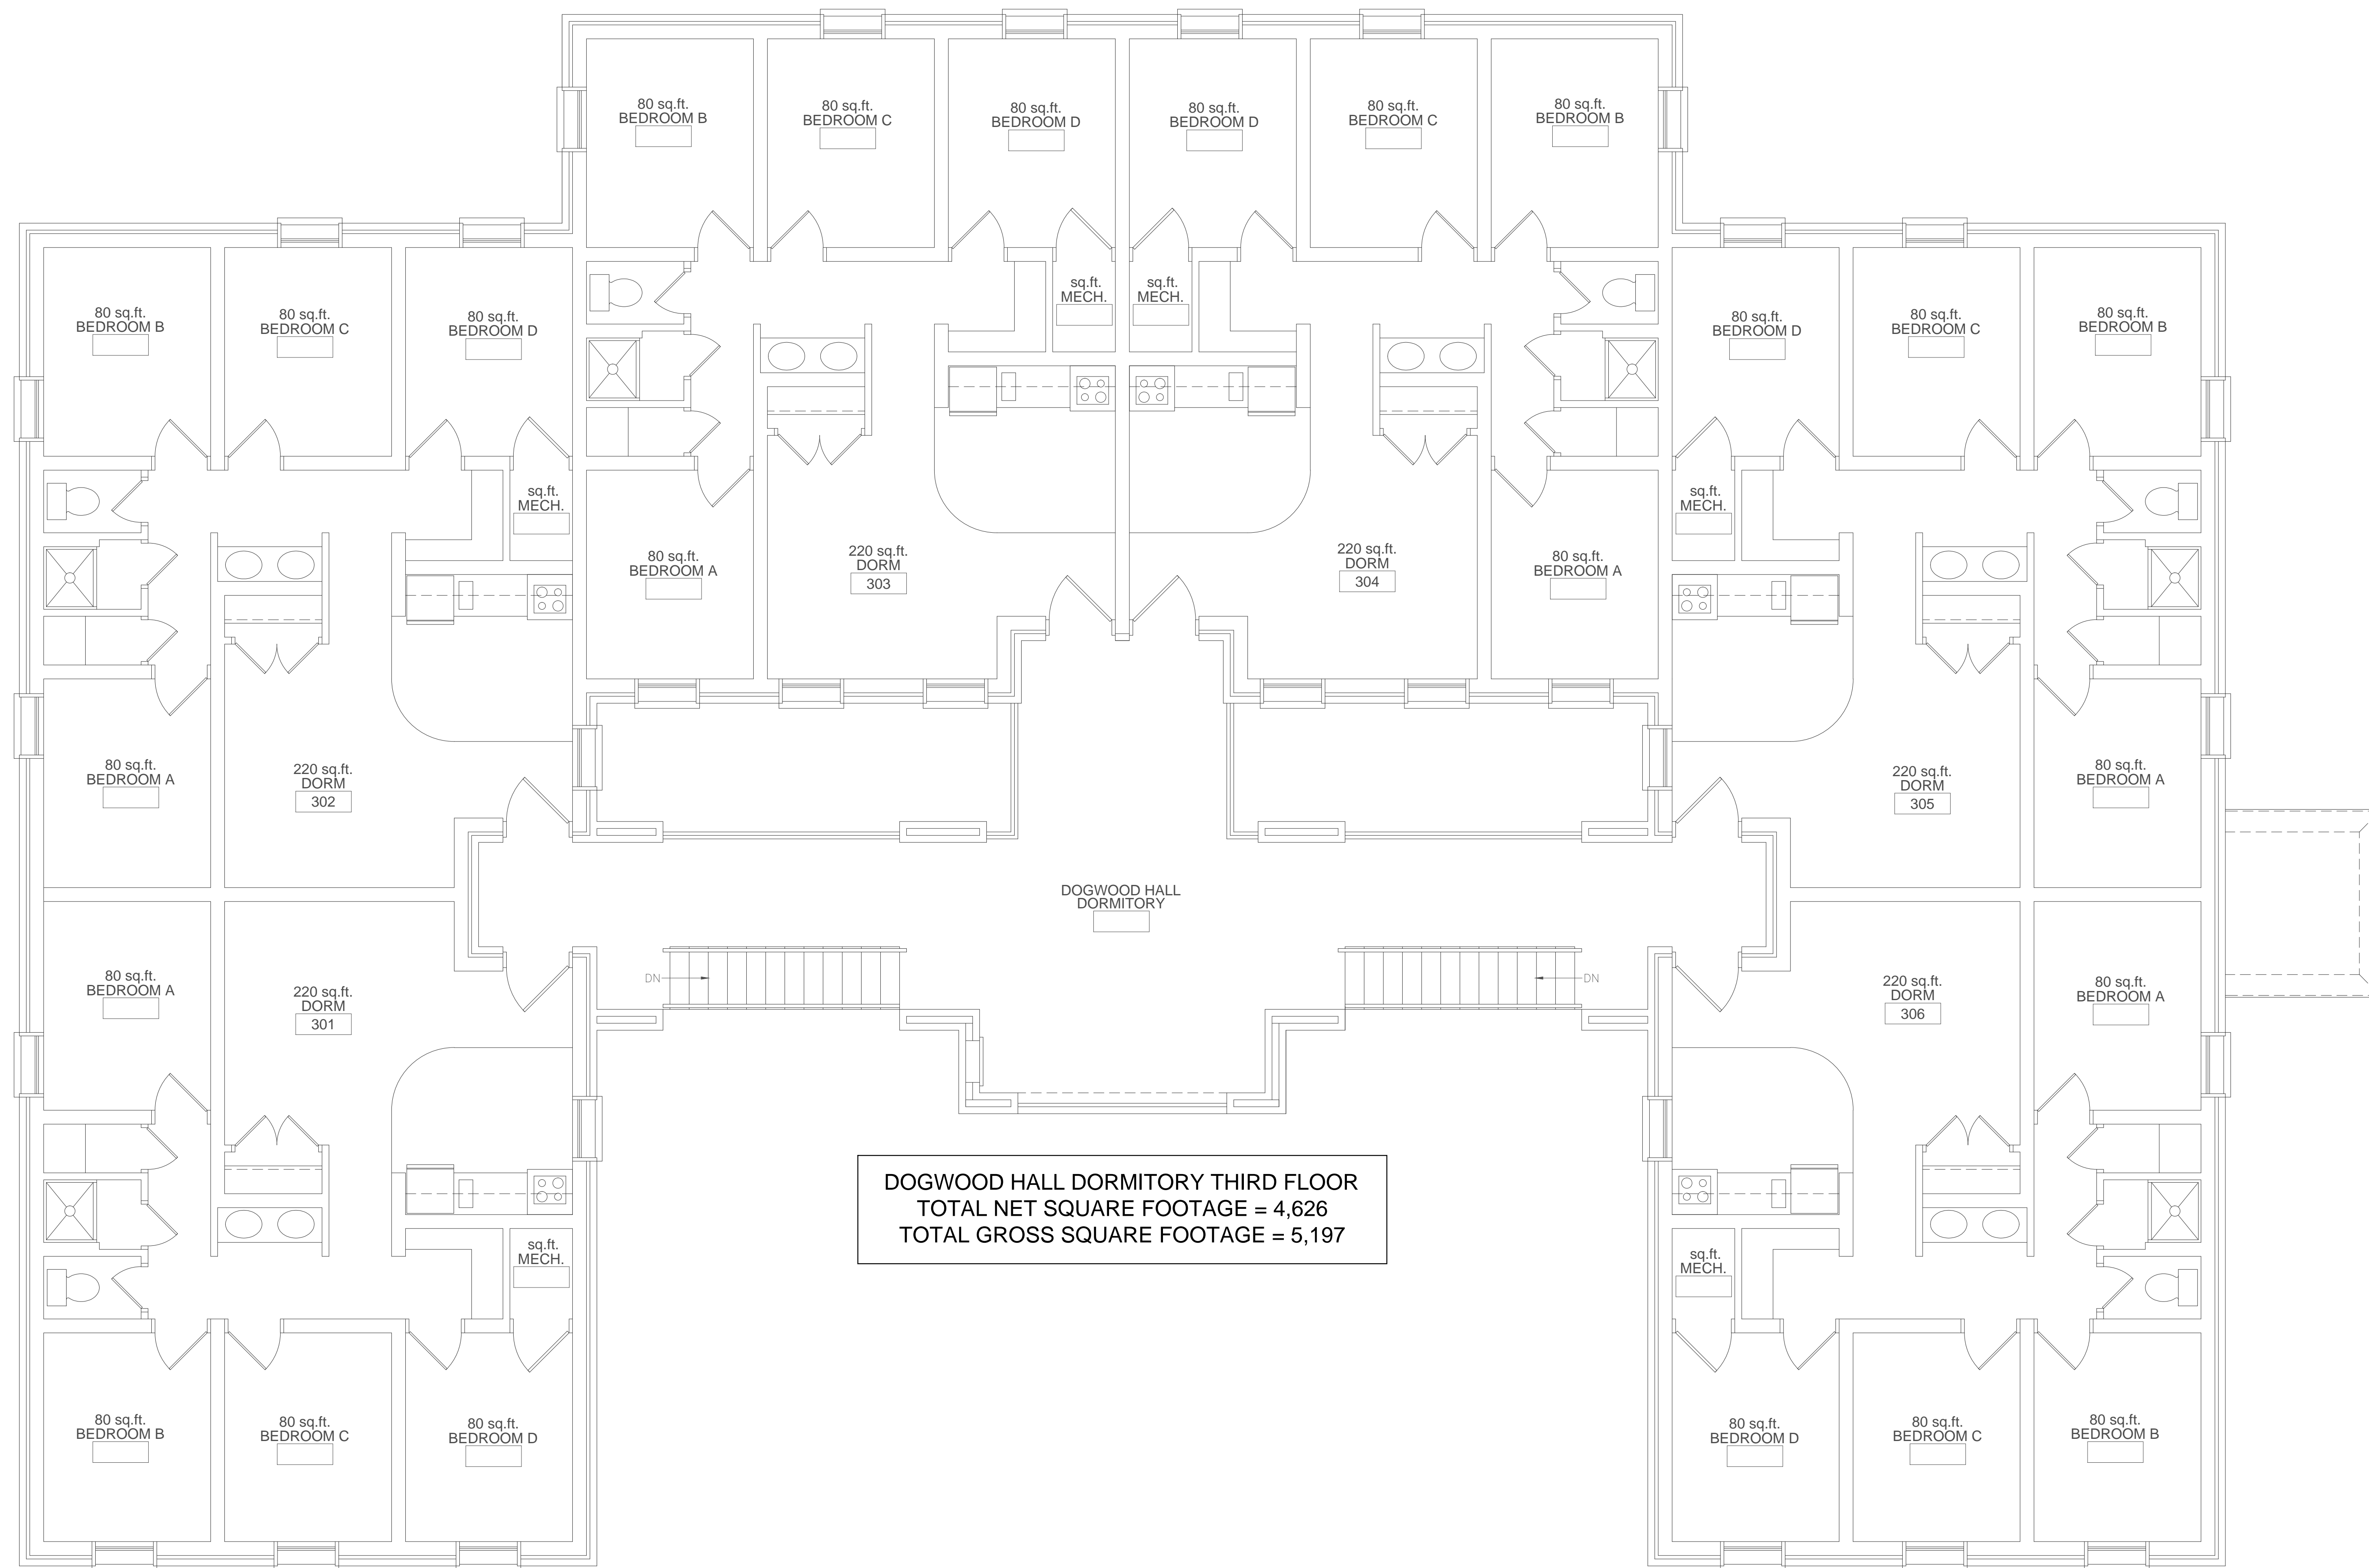 80 sq.ft.
BEDROOM B
80 sq.ft.
BEDROOM C
80 sq.ft.
BEDROOM D
80 sq.ft.
BEDROOM D
80 sq.ft.
BEDROOM C
80 sq.ft.
BEDROOM B
sq.ft.
MECH.
sq.ft.
MECH.
80 sq.ft.
BEDROOM B
80 sq.ft.
BEDROOM C
80 sq.ft.
BEDROOM D
80 sq.ft.
BEDROOM D
80 sq.ft.
BEDROOM C
80 sq.ft.
BEDROOM B
sq.ft.
MECH.
sq.ft.
MECH.
80 sq.ft.
BEDROOM A
220 sq.ft.
DORM
303
220 sq.ft.
DORM
304
80 sq.ft.
BEDROOM A
80 sq.ft.
BEDROOM A
220 sq.ft.
DORM
302
220 sq.ft.
DORM
305
80 sq.ft.
BEDROOM A
DOGWOOD HALL
DORMITORY
80 sq.ft.
BEDROOM A
220 sq.ft.
DORM
301
DN
DN
220 sq.ft.
DORM
306
80 sq.ft.
BEDROOM A
DOGWOOD HALL DORMITORY THIRD FLOOR
TOTAL NET SQUARE FOOTAGE = 4,626
TOTAL GROSS SQUARE FOOTAGE = 5,197
sq.ft.
MECH.
sq.ft.
MECH.
80 sq.ft.
BEDROOM B
80 sq.ft.
BEDROOM C
80 sq.ft.
BEDROOM D
80 sq.ft.
BEDROOM D
80 sq.ft.
BEDROOM C
80 sq.ft.
BEDROOM B